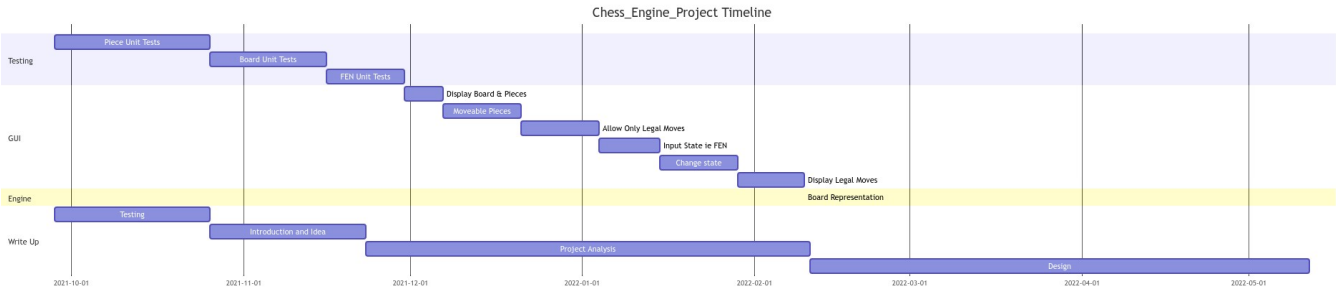 Chess_Engine_Project Timeline
Testing
Piece Unit Tests
Board Unit Tests
FEN Unit Tests
GUI
Display Board & Pieces
Moveable Pieces
Allow Only Legal Moves
Input State ie FEN
Change state
Display Legal Moves
Engine
Board Representation
Write Up
Testing
Introduction and Idea
Project Analysis
Design
2021-10-01 2021-11-01 2021-12-01 2022-01-01 2022-02-01 2022-03-01 2022-04-01 2022-05-01